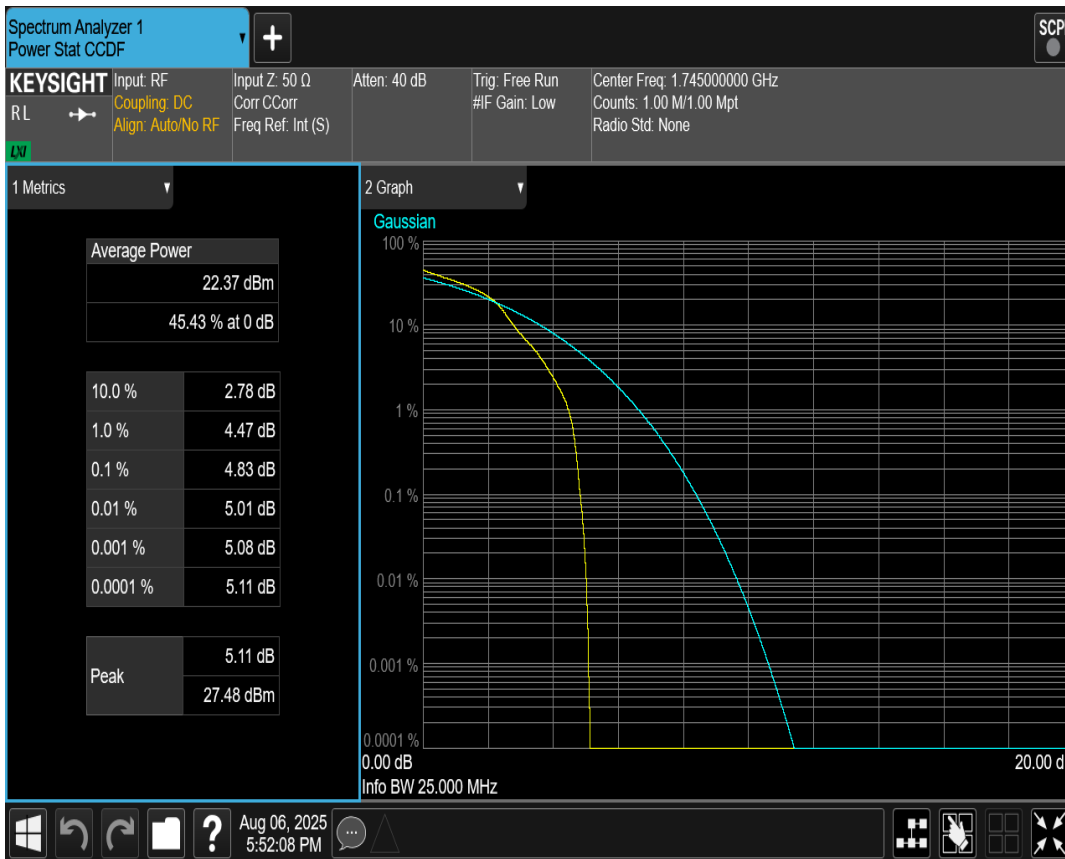 Spectrum Analyzer 1
Power Stat CCDF
+
SCP
KEYSIGHT
RL
LXI
Input: RF
Coupling: DC
Align: Auto/No RF
Input Z: 50 Ω
Corr CCorr
Freq Ref: Int (S)
Atten: 40 dB
Trig: Free Run
#IF Gain: Low
Center Freq: 1.745000000 GHz
Counts: 1.00 M/1.00 Mpt
Radio Std: None
1 Metrics
Average Power
22.37 dBm
45.43 % at 0 dB
10.0 % 2.78 dB
1.0 % 4.47 dB
0.1 % 4.83 dB
0.01 % 5.01 dB
0.001 % 5.08 dB
0.0001 % 5.11 dB
Peak
5.11 dB
27.48 dBm
2 Graph
Gaussian
100 %
10 %
1 %
0.1 %
0.01 %
0.001 %
0.0001 %
0.00 dB
20.00 d
Info BW 25.000 MHz
?
Aug 06, 2025
5:52:08 PM